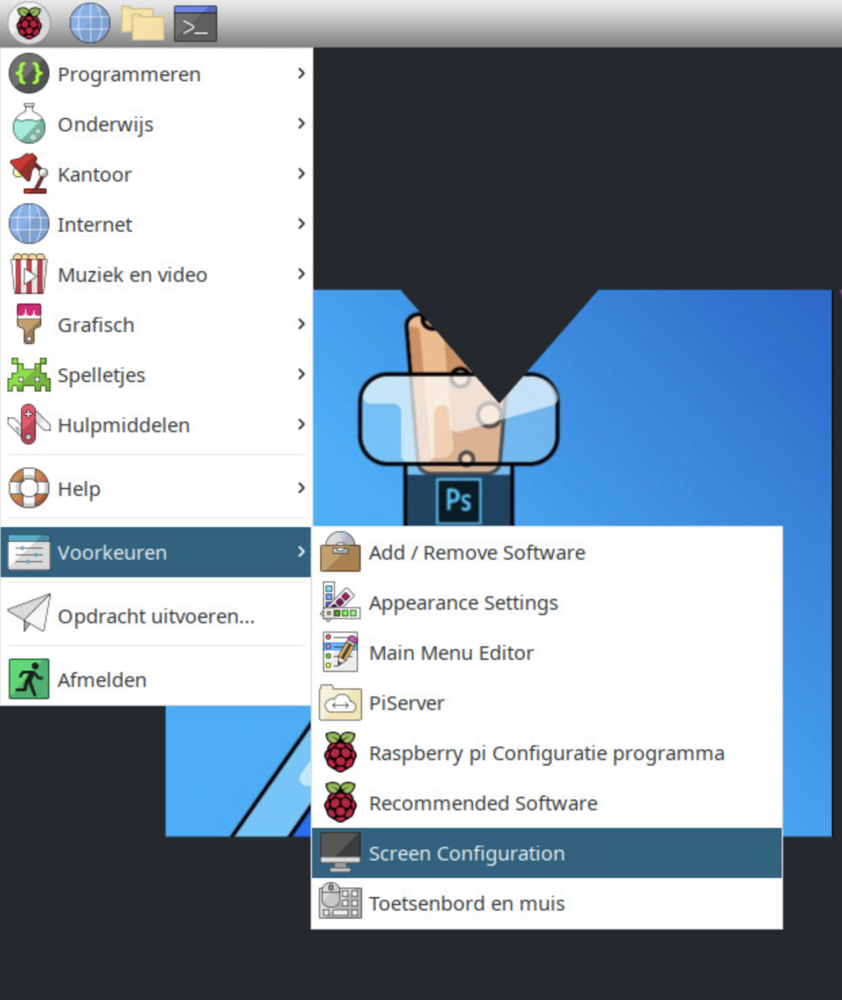 >_
Programmeren
Onderwijs
Kantoor
Internet
Muziek en video
Grafisch
Spelletjes
Hulpmiddelen
Help
Voorkeuren
Opdracht uitvoeren...
Afmelden
Ps
Add / Remove Software
Appearance Settings
Main Menu Editor
PiServer
Raspberry pi Configuratie programma
Recommended Software
Screen Configuration
Toetsenbord en muis